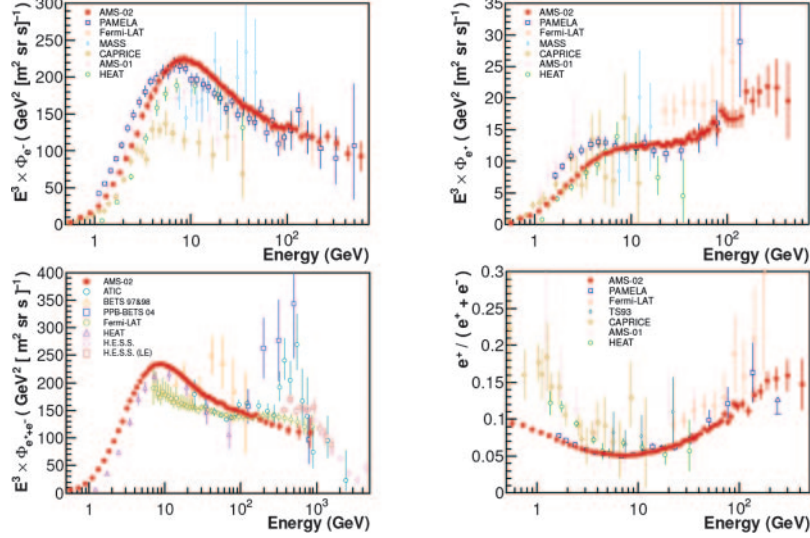 E³ × Φe⁻ ( GeV² [m² sr s]⁻¹)
300
250
200
150
100
50
0
AMS-02
PAMELA
Fermi-LAT
MASS
CAPRICE
AMS-01
HEAT
1
10
10²
Energy (GeV)
E³ × Φe⁺ ( GeV² [m² sr s]⁻¹)
35
30
25
20
15
10
5
0
AMS-02
PAMELA
Fermi-LAT
MASS
CAPRICE
AMS-01
HEAT
1
10
10²
Energy (GeV)
E³ × Φe⁺+e⁻ ( GeV² [m² sr s]⁻¹)
400
350
300
250
200
150
100
50
0
AMS-02
ATIC
BETS 97&98
PPB-BETS 04
Fermi-LAT
HEAT
H.E.S.S.
H.E.S.S. (LE)
1
10
10²
10³
Energy (GeV)
e⁺ / (e⁺ + e⁻)
0.3
0.25
0.2
0.15
0.1
0.05
0
AMS-02
PAMELA
Fermi-LAT
TS93
CAPRICE
AMS-01
HEAT
1
10
10²
Energy (GeV)